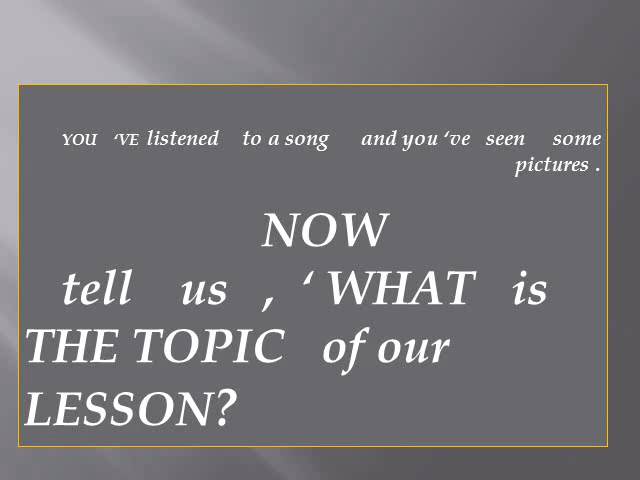 YOU ‘VE listened to a song and you ‘ve seen some
pictures .
NOW
tell us , ‘ WHAT is
THE TOPIC of our
LESSON?